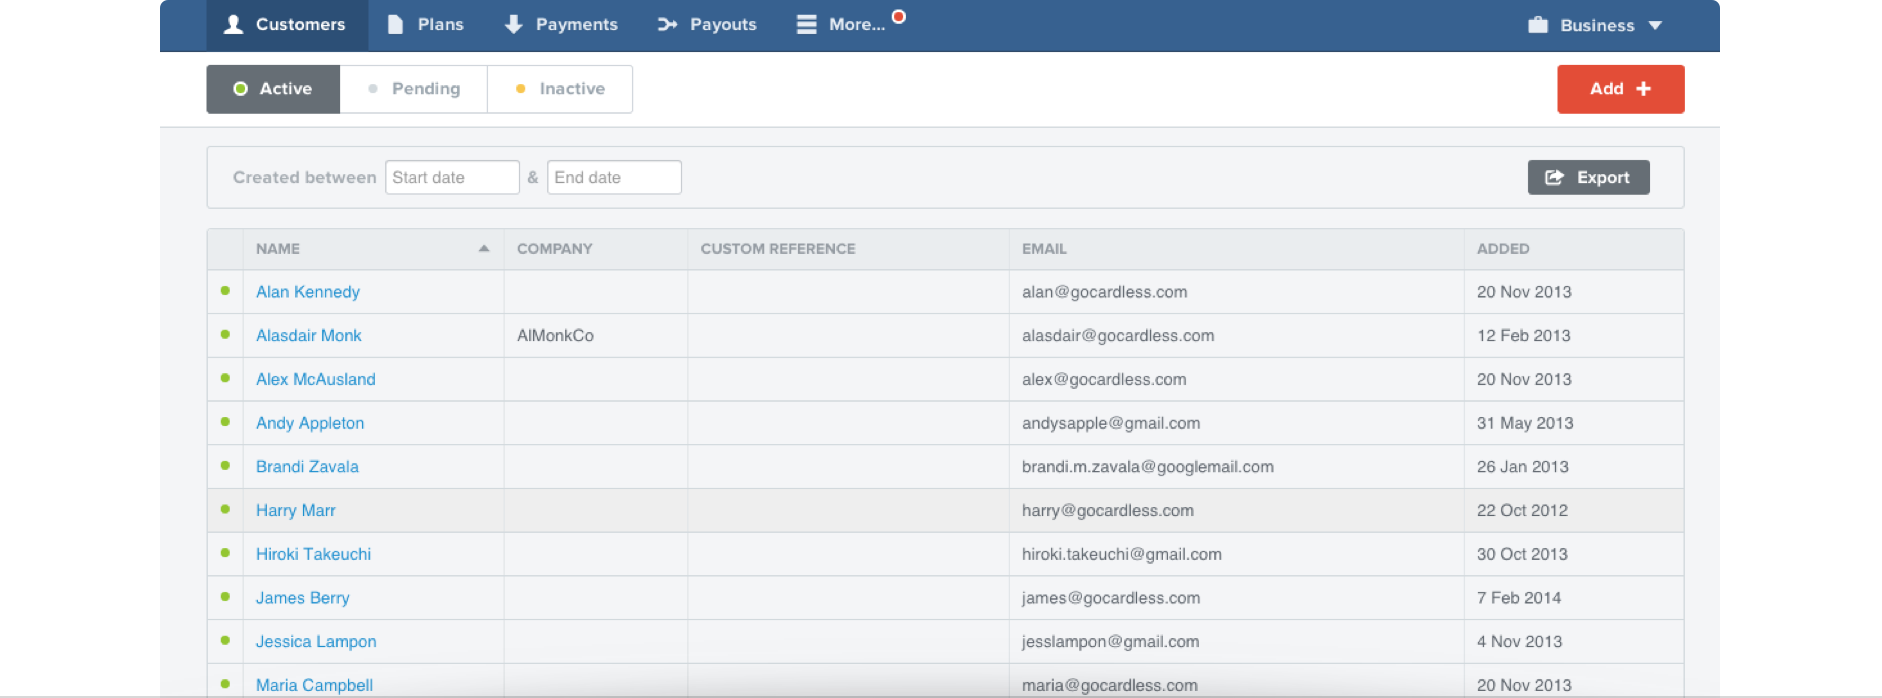 Customers Plans Payments Payouts More... Business
Active Pending Inactive Add
Created between Start date & End date Export
NAME COMPANY CUSTOM REFERENCE EMAIL ADDED
Alan Kennedy alan@gocardless.com 20 Nov 2013
Alasdair Monk AlMonkCo alasdair@gocardless.com 12 Feb 2013
Alex McAusland alex@gocardless.com 20 Nov 2013
Andy Appleton andysapple@gmail.com 31 May 2013
Brandi Zavala brandi.m.zavala@googlemail.com 26 Jan 2013
Harry Marr harry@gocardless.com 22 Oct 2012
Hiroki Takeuchi hiroki.takeuchi@gmail.com 30 Oct 2013
James Berry james@gocardless.com 7 Feb 2014
Jessica Lampon jesslampon@gmail.com 4 Nov 2013
Maria Campbell maria@gocardless.com 20 Nov 2013